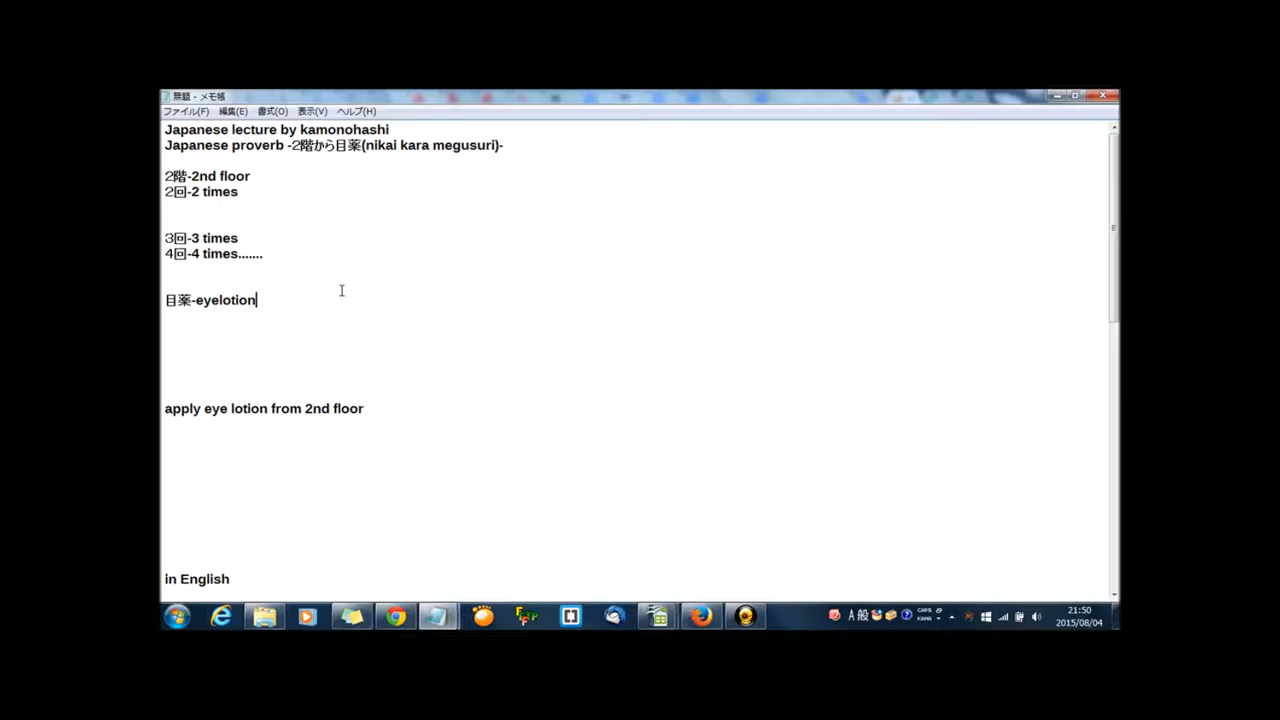 無題 - メモ帳
ファイル(F) 編集(E) 書式(O) 表示(V) ヘルプ(H)
Japanese lecture by kamonohashi
Japanese proverb -2階から目薬(nikai kara megusuri)-
2階-2nd floor
2回-2 times
3回-3 times
4回-4 times.......
目薬-eyelotion
apply eye lotion from 2nd floor
in English
A 般 CAPS KANA 21:50
2015/08/04